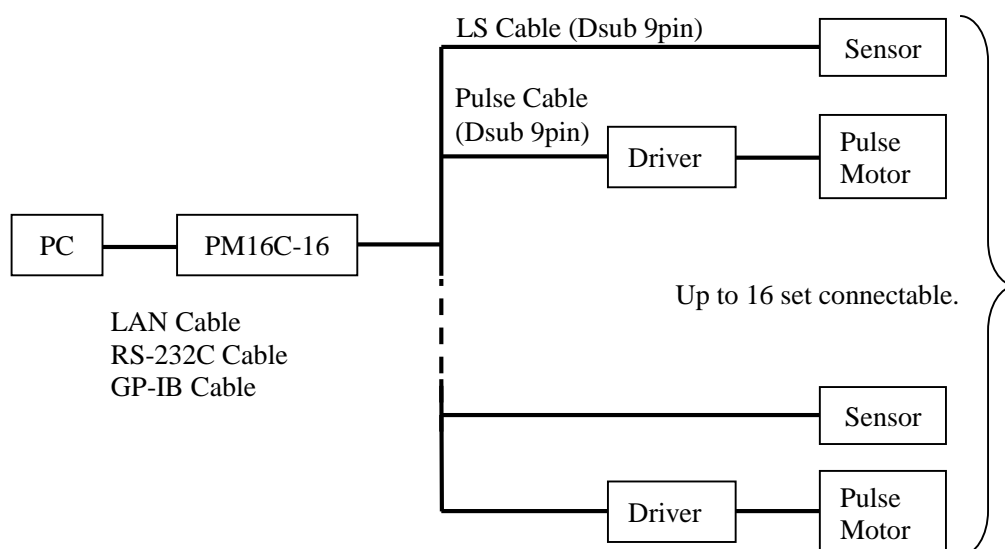 LS Cable (Dsub 9pin)
Sensor
Pulse Cable
(Dsub 9pin)
Driver
Pulse
Motor
PC
PM16C-16
Up to 16 set connectable.
LAN Cable
RS-232C Cable
GP-IB Cable
Sensor
Driver
Pulse
Motor